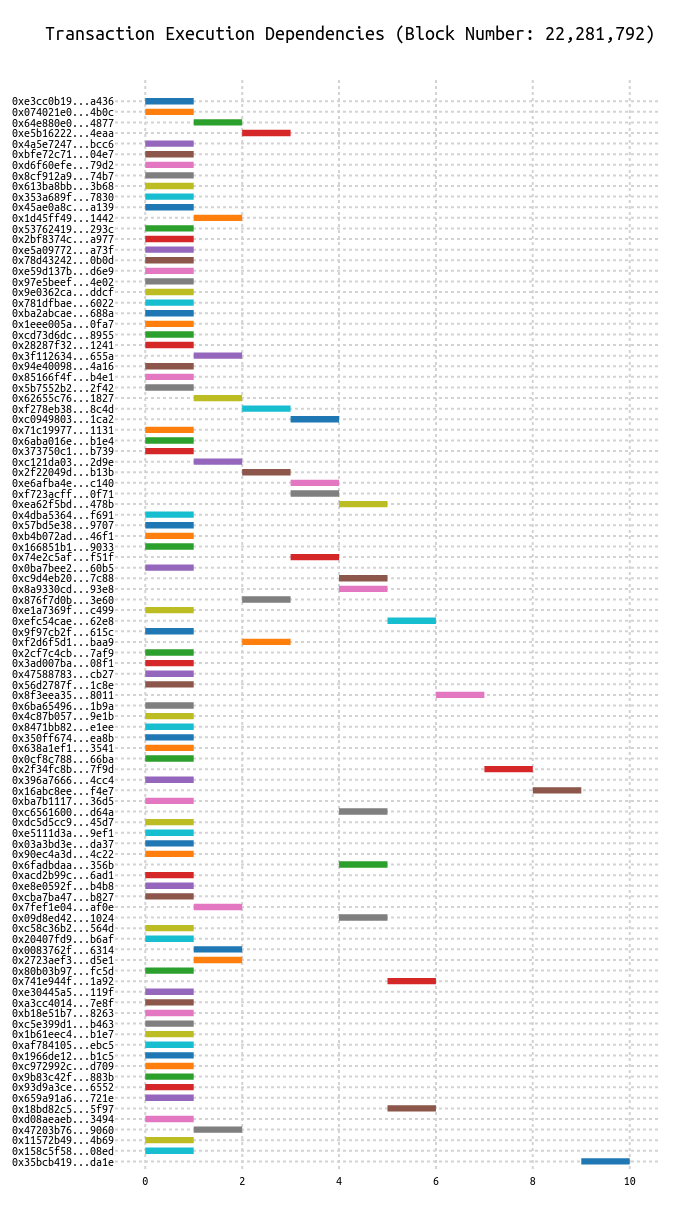 Transaction Execution Dependencies (Block Number: 22,281,792)
0xe3cc0b19...a436
0x074021e0...4b0c
0x64e880e0...4877
0xe5b16222...4eaa
0x4a5e7247...bcc6
0xbfe72c71...04e7
0xd6f60efe...79d2
0x8cf912a9...74b7
0x613ba8bb...3b68
0x353a689f...7830
0x45ae0a8c...a139
0x1d45ff49...1442
0x53762419...293c
0x2bf8374c...a977
0xe5a09772...a73f
0x78d43242...0b0d
0xe59d137b...d6e9
0x97e5beef...4e02
0x9e0362ca...ddcf
0x781dfbae...6022
0xba2abcae...688a
0x1eee005a...0fa7
0xcd73d6dc...8955
0x28287f32...1241
0x3f112634...655a
0x94e40098...4a16
0x85166f4f...b4e1
0x5b7552b2...2f42
0x62655c76...1827
0xf278eb38...8c4d
0xc0949803...1ca2
0x71c19977...1131
0x6aba016e...b1e4
0x373750c1...b739
0xc121da03...2d9e
0x2f22049d...b13b
0xe6afba4e...c140
0xf723acff...0f71
0xea62f5bd...478b
0x4dba5364...f691
0x57bd5e38...9707
0xb4b072ad...46f1
0x166851b1...9033
0x74e2c5af...f51f
0x0ba7bee2...60b5
0xc9d4eb20...7c88
0x8a9330cd...93e8
0x876f7d0b...3e60
0xe1a7369f...c499
0xefc54cae...62e8
0x9f97cb2f...615c
0xf2d6f5d1...baa9
0x2cf7c4cb...7af9
0x3ad007ba...08f1
0x47588783...cb27
0x56d2787f...1c8e
0x8f3eea35...8011
0x6ba65496...1b9a
0x4c87b057...9e1b
0x8471bb82...e1ee
0x350ff674...ea8b
0x638a1ef1...3541
0x0cf8c788...66ba
0x2f34fc8b...7f9d
0x396a7666...4cc4
0x16abc8ee...f4e7
0xba7b1117...36d5
0xc6561600...d64a
0xdc5d5cc9...45d7
0xe5111d3a...9ef1
0x03a3bd3e...da37
0x90ec4a3d...4c22
0x6fadbdaa...356b
0xacd2b99c...6ad1
0xe8e0592f...b4b8
0xcba7ba47...b827
0x7fef1e04...af0e
0x09d8ed42...1024
0xc58c36b2...564d
0x20407fd9...b6af
0x0083762f...6314
0x2723aef3...d5e1
0x80b03b97...fc5d
0x741e944f...1a92
0xe30445a5...119f
0xa3cc4014...7e8f
0xb18e51b7...8263
0xc5e399d1...b463
0x1b61eec4...b1e7
0xaf784105...ebc5
0x1966de12...b1c5
0xc972992c...d709
0x9b83c42f...883b
0x93d9a3ce...6552
0x659a91a6...721e
0x18bd82c5...5f97
0xd08aeaeb...3494
0x47203b76...9060
0x11572b49...4b69
0x158c5f58...08ed
0x35bcb419...da1e
0 2 4 6 8 10